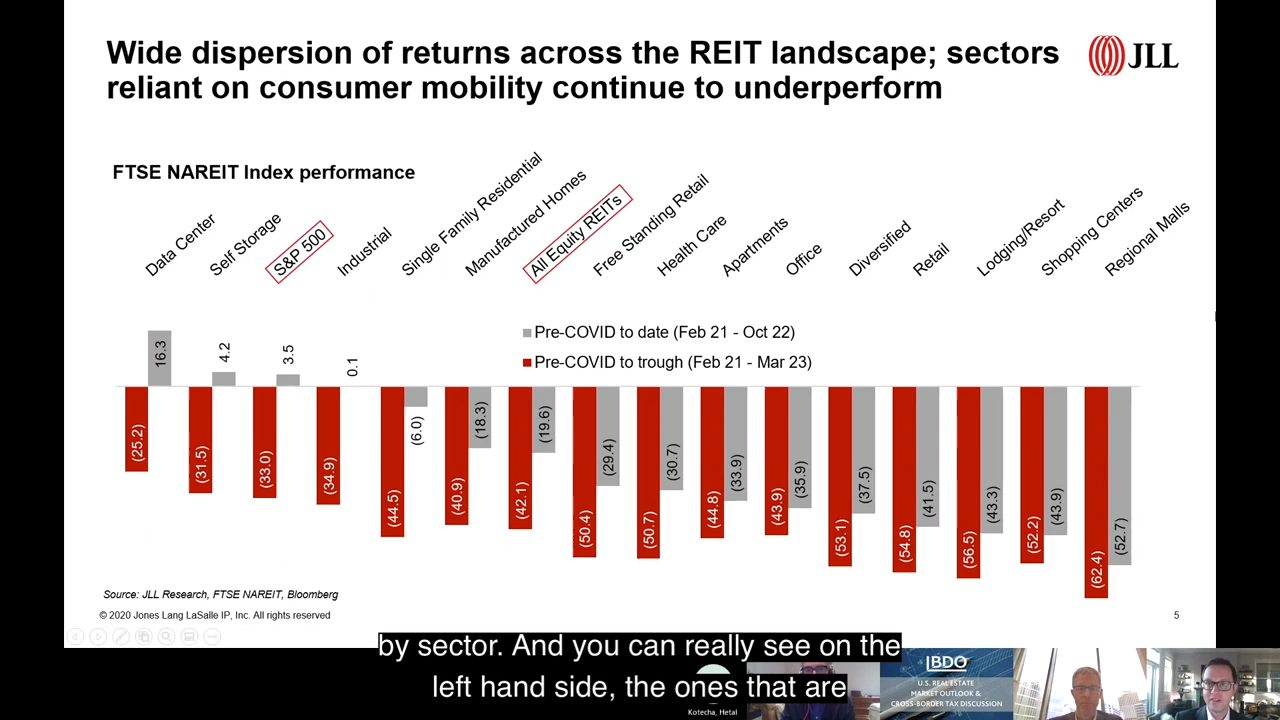 Wide dispersion of returns across the REIT landscape; sectors
reliant on consumer mobility continue to underperform
JLL
FTSE NAREIT Index performance
Data Center
Self Storage
S&P 500
Industrial
Single Family Residential
Manufactured Homes
All Equity REITs
Free Standing Retail
Health Care
Apartments
Office
Diversified
Retail
Lodging/Resort
Shopping Centers
Regional Malls
Pre-COVID to date (Feb 21 - Oct 22)
Pre-COVID to trough (Feb 21 - Mar 23)
16.3
4.2
3.5
0.1
(6.0)
(18.3)
(19.6)
(29.4)
(30.7)
(33.9)
(35.9)
(37.5)
(41.5)
(43.3)
(43.9)
(52.7)
(25.2)
(31.5)
(33.0)
(34.9)
(44.5)
(40.9)
(42.1)
(50.4)
(50.7)
(44.8)
(43.9)
(53.1)
(54.8)
(56.5)
(52.2)
(62.4)
Source: JLL Research, FTSE NAREIT, Bloomberg
© 2020 Jones Lang LaSalle IP, Inc. All rights reserved
5
by sector. And you can really see on the
left hand side, the ones that are
Kotecha, Hetal
BDO
U.S. REAL ESTATE
MARKET OUTLOOK &
CROSS-BORDER TAX DISCUSSION